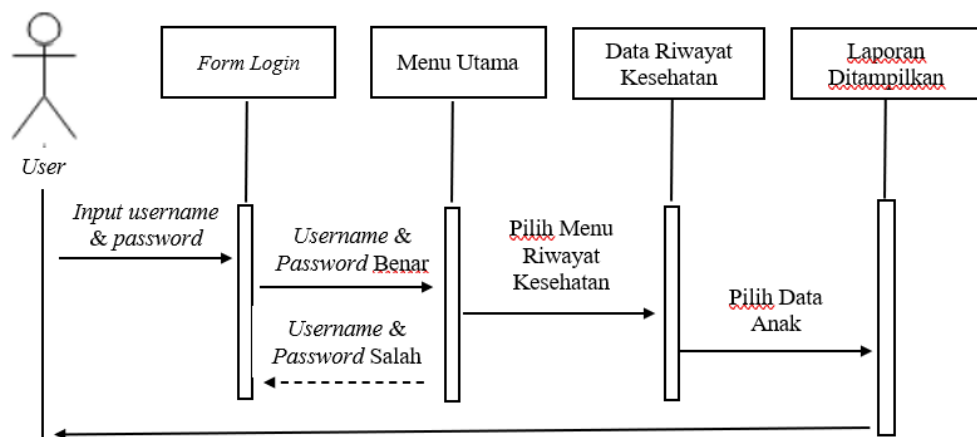 Form Login
Menu Utama
Data Riwayat
Kesehatan
Laporan
Ditampilkan
User
Input username
& password
Username &
Password Benar
Username &
Password Salah
Pilih Menu
Riwayat
Kesehatan
Pilih Data
Anak